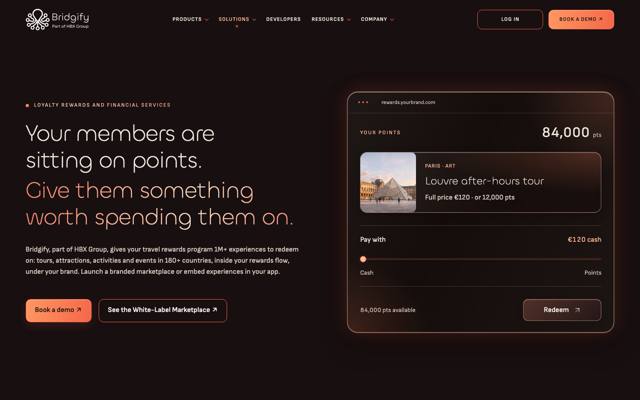 Bridgify
Part of HBX Group
PRODUCTS
SOLUTIONS
DEVELOPERS
RESOURCES
COMPANY
LOG IN
BOOK A DEMO ↗
LOYALTY REWARDS AND FINANCIAL SERVICES
Your members are
sitting on points.
Give them something
worth spending them on.
Bridgify, part of HBX Group, gives your travel rewards program 1M+ experiences to redeem
on: tours, attractions, activities and events in 180+ countries, inside your rewards flow,
under your brand. Launch a branded marketplace or embed experiences in your app.
Book a demo ↗
See the White-Label Marketplace ↗
rewards.yourbrand.com
YOUR POINTS
84,000 pts
PARIS · ART
Louvre after-hours tour
Full price €120 · or 12,000 pts
Pay with
€120 cash
Cash
Points
84,000 pts available
Redeem ↗